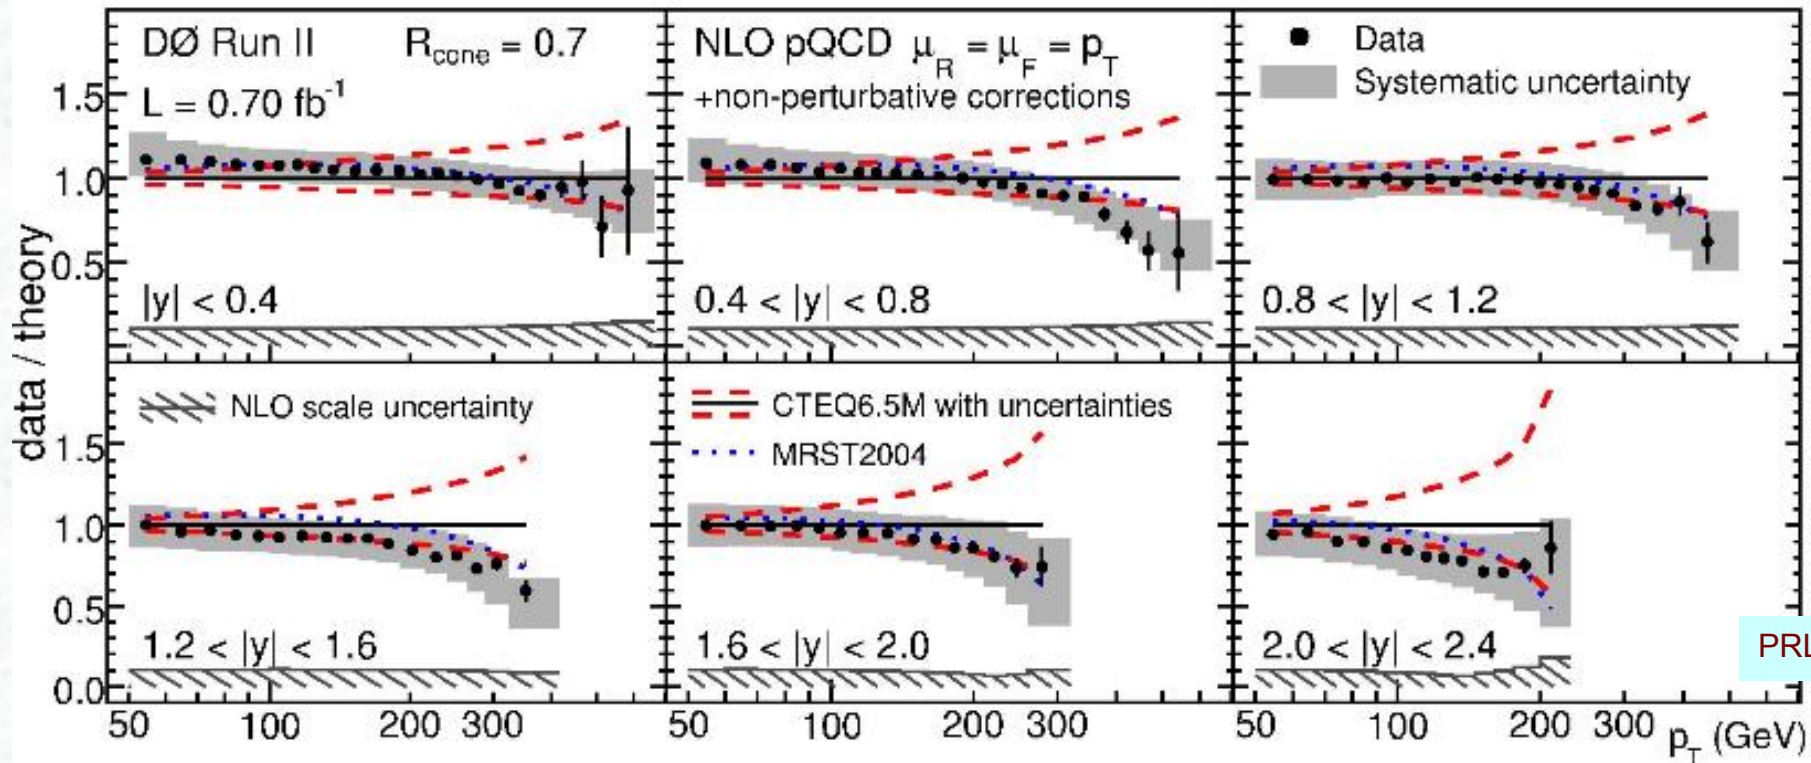 DØ Run II R_cone = 0.7
L = 0.70 fb⁻¹
NLO pQCD μ_R = μ_F = p_T
+non-perturbative corrections
Data
Systematic uncertainty
1.5
1.0
0.5
|y| < 0.4
0.4 < |y| < 0.8
0.8 < |y| < 1.2
data / theory
NLO scale uncertainty
CTEQ6.5M with uncertainties
MRST2004
1.5
1.0
0.5
0.0
1.2 < |y| < 1.6
1.6 < |y| < 2.0
2.0 < |y| < 2.4
PRL
50 100 200 300 50 100 200 300 50 100 200 300 p_T (GeV)